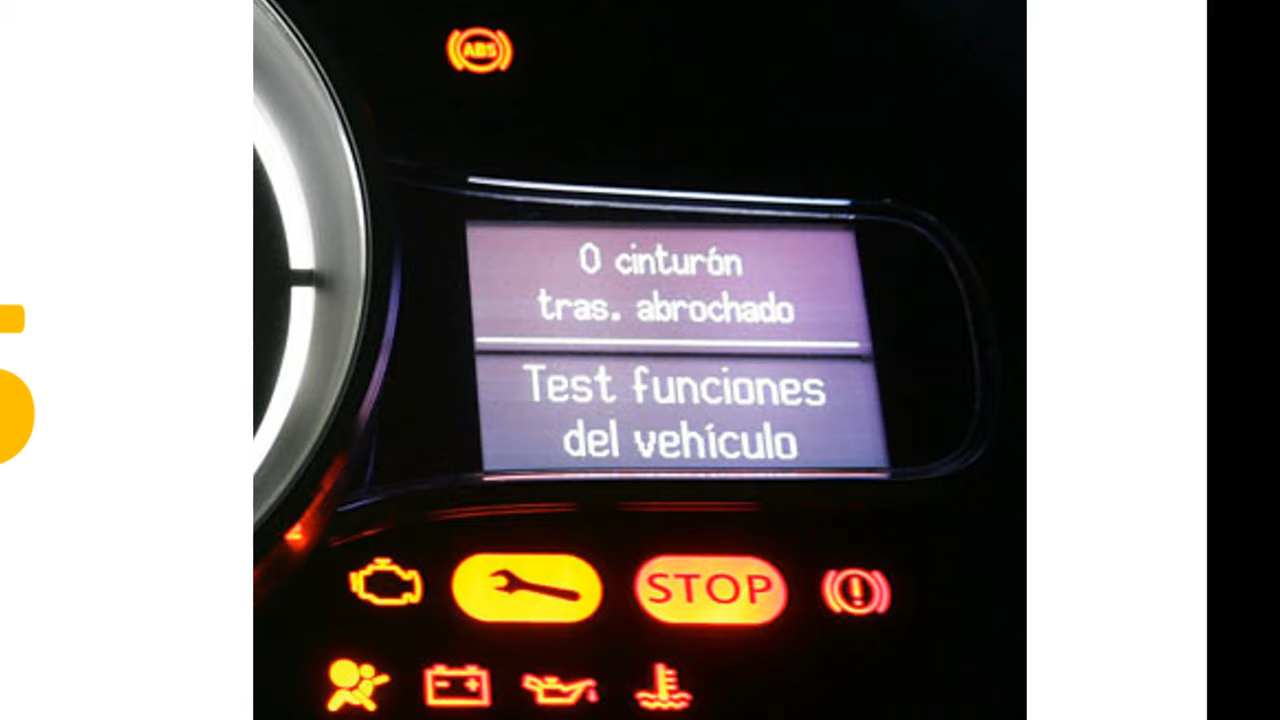 ABS
0 cinturón
tras. abrochado
Test funciones
del vehículo
STOP